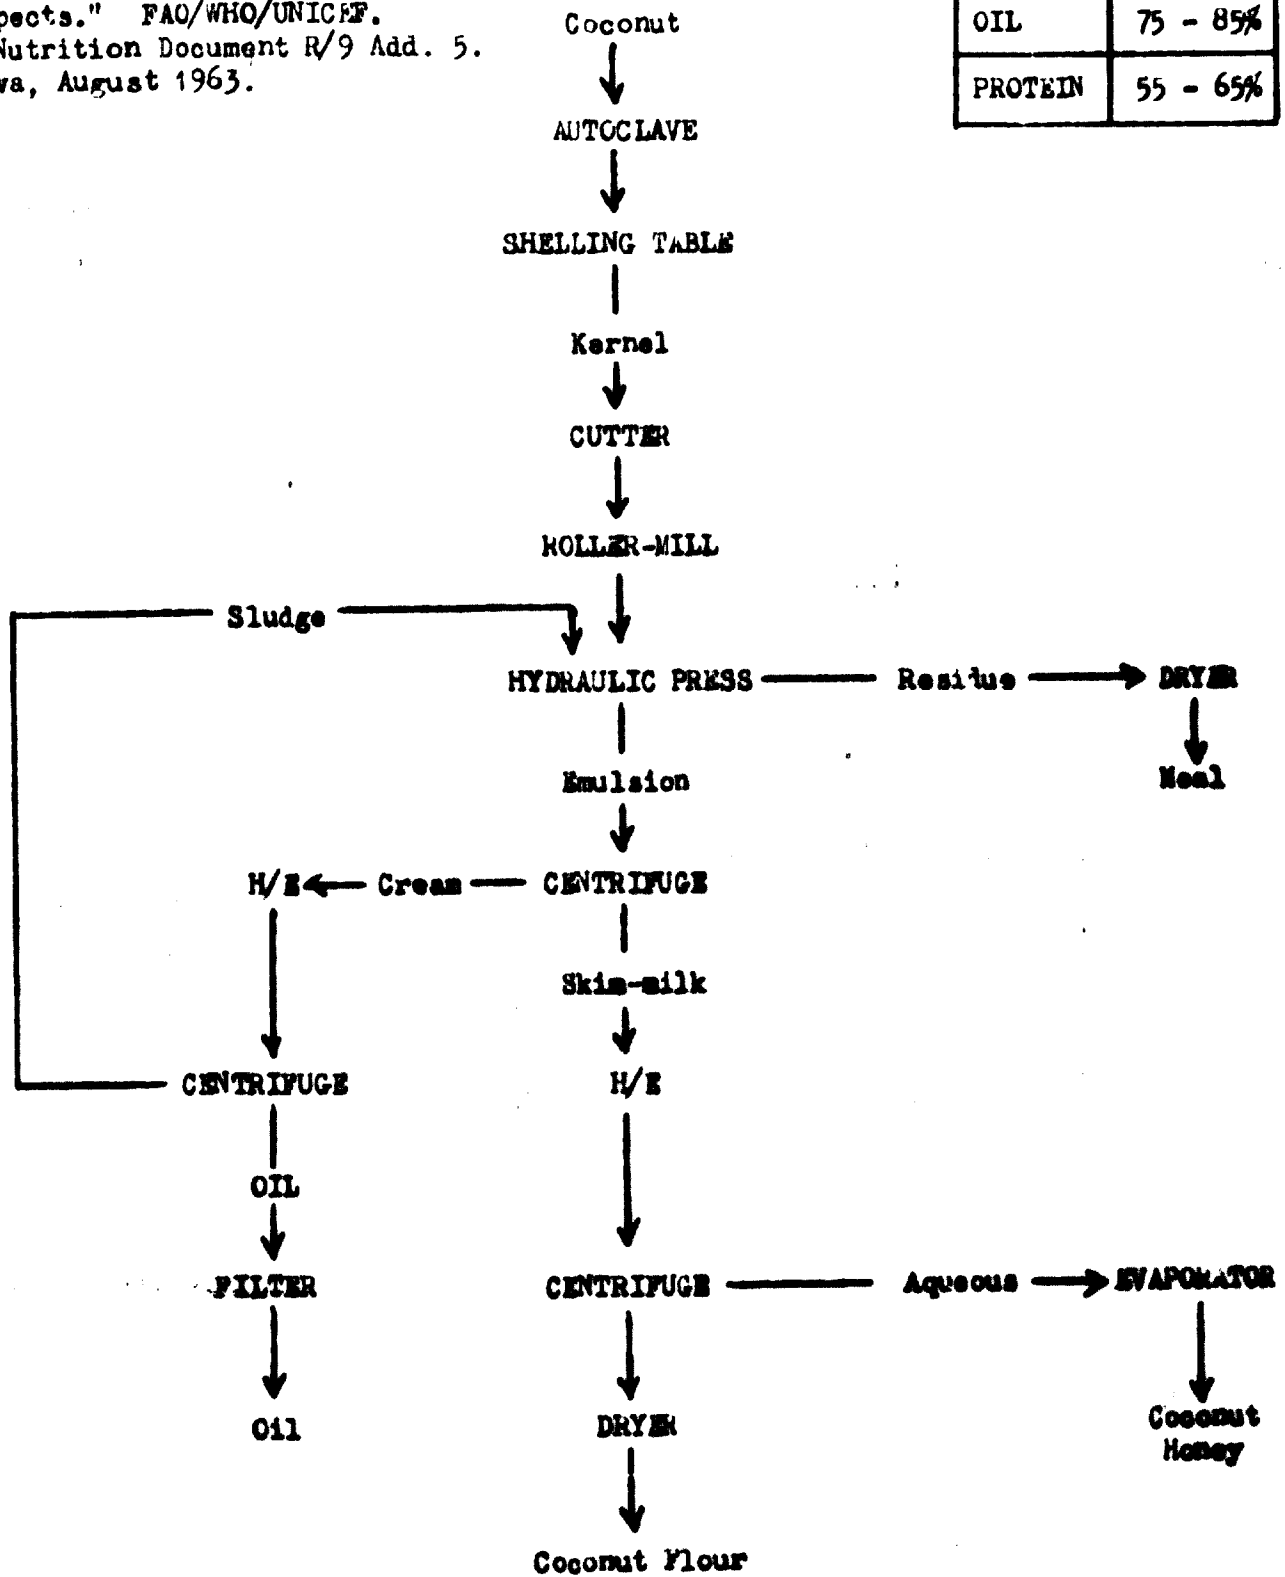 pects." FAO/WHO/UNICEF.
Nutrition Document R/9 Add. 5.
va, August 1963.
OIL 75 - 85%
PROTEIN 55 - 65%
Coconut
AUTOCLAVE
SHELLING TABLE
Kernel
CUTTER
ROLLER-MILL
Sludge
HYDRAULIC PRESS Residue DRYER
Emulsion Meal
H/E Cream CENTRIFUGE
Skim-milk
CENTRIFUGE H/E
OIL
FILTER CENTRIFUGE Aqueous EVAPORATOR
Oil DRYER Coconut
Honey
Coconut Flour